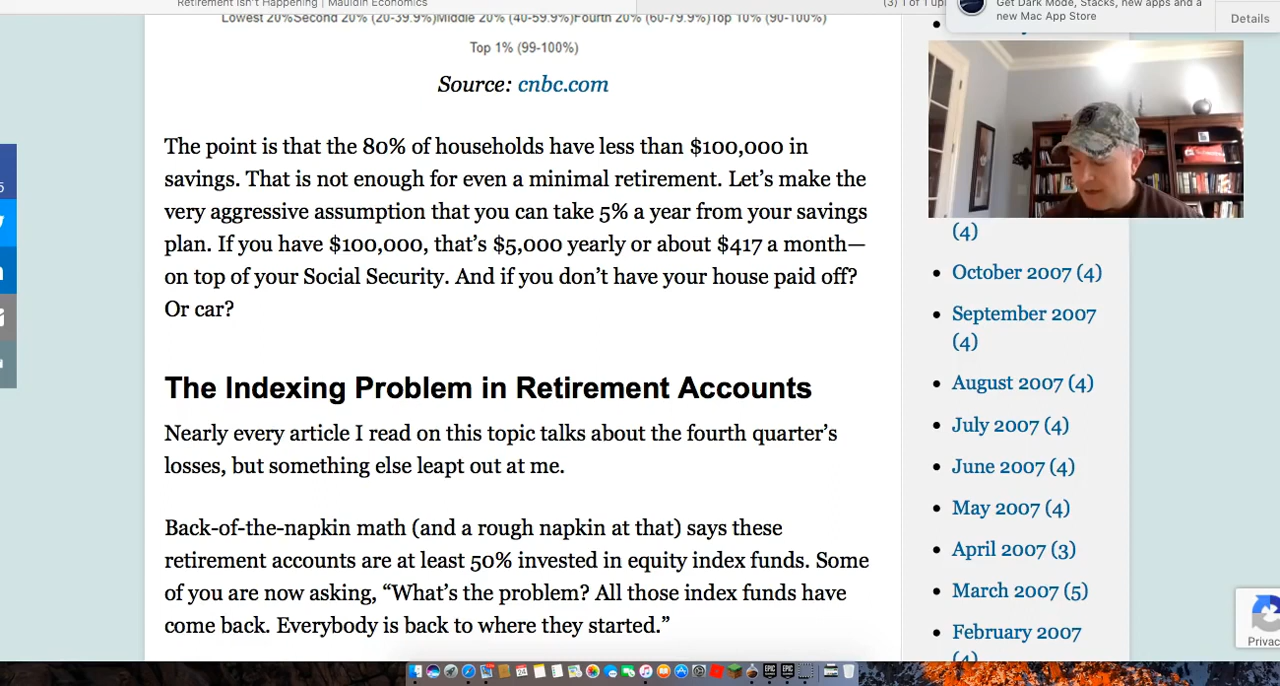 Retirement Isn't Happening | Mauldin Economics
(3) 1 of 1 up
Get Dark Mode, Stacks, new apps and a
new Mac App Store
Details
Lowest 20%Second 20% (20-39.9%)Middle 20% (40-59.9%)Fourth 20% (60-79.9%)Top 10% (90-100%)
Top 1% (99-100%)
Source: cnbc.com
The point is that the 80% of households have less than $100,000 in
savings. That is not enough for even a minimal retirement. Let’s make the
very aggressive assumption that you can take 5% a year from your savings
plan. If you have $100,000, that’s $5,000 yearly or about $417 a month—
on top of your Social Security. And if you don’t have your house paid off?
Or car?
The Indexing Problem in Retirement Accounts
Nearly every article I read on this topic talks about the fourth quarter’s
losses, but something else leapt out at me.
Back-of-the-napkin math (and a rough napkin at that) says these
retirement accounts are at least 50% invested in equity index funds. Some
of you are now asking, “What’s the problem? All those index funds have
come back. Everybody is back to where they started.”
(4)
October 2007 (4)
September 2007
(4)
August 2007 (4)
July 2007 (4)
June 2007 (4)
May 2007 (4)
April 2007 (3)
March 2007 (5)
February 2007
(4)
Privac